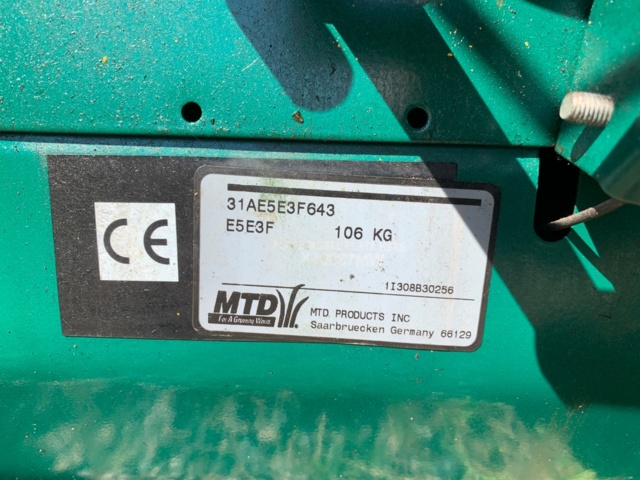 31AE5E3F643
E5E3F 106 KG
1I308B30256
CE
MTD
For A Growing World.
MTD PRODUCTS INC
Saarbruecken Germany 66129